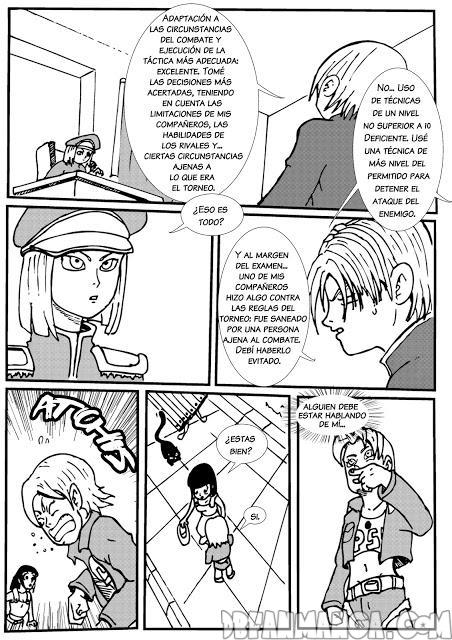 ADAPTACIÓN A
LAS CIRCUNSTANCIAS
DEL COMBATE Y
EJECUCIÓN DE LA
TÁCTICA MÁS ADECUADA:
EXCELENTE. TOMÉ
LAS DECISIONES MÁS
ACERTADAS, TENIENDO
EN CUENTA LAS
LIMITACIONES DE MIS
COMPAÑEROS, LAS
HABILIDADES DE
LOS RIVALES Y...
CIERTAS CIRCUNSTANCIAS
AJENAS A
LO QUE ERA
EL TORNEO.
NO... USO
DE TÉCNICAS
DE UN NIVEL
NO SUPERIOR A 10
DEFICIENTE. USÉ
UNA TÉCNICA DE
MÁS NIVEL DEL
PERMITIDO PARA
DETENER EL
ATAQUE DEL
ENEMIGO.
¿ESO ES
TODO?
Y AL MARGEN
DEL EXAMEN...
UNO DE MIS
COMPAÑEROS
HIZO ALGO CONTRA
LAS REGLAS DEL
TORNEO: FUE SANEADO
POR UNA PERSONA
AJENA AL COMBATE.
DEBÍ HABERLO
EVITADO.
ATCHIS
¿ESTAS
BIEN?
SI.
ALGUIEN DEBE
ESTAR HABLANDO
DE MÍ...
DBFANMANGA.COM